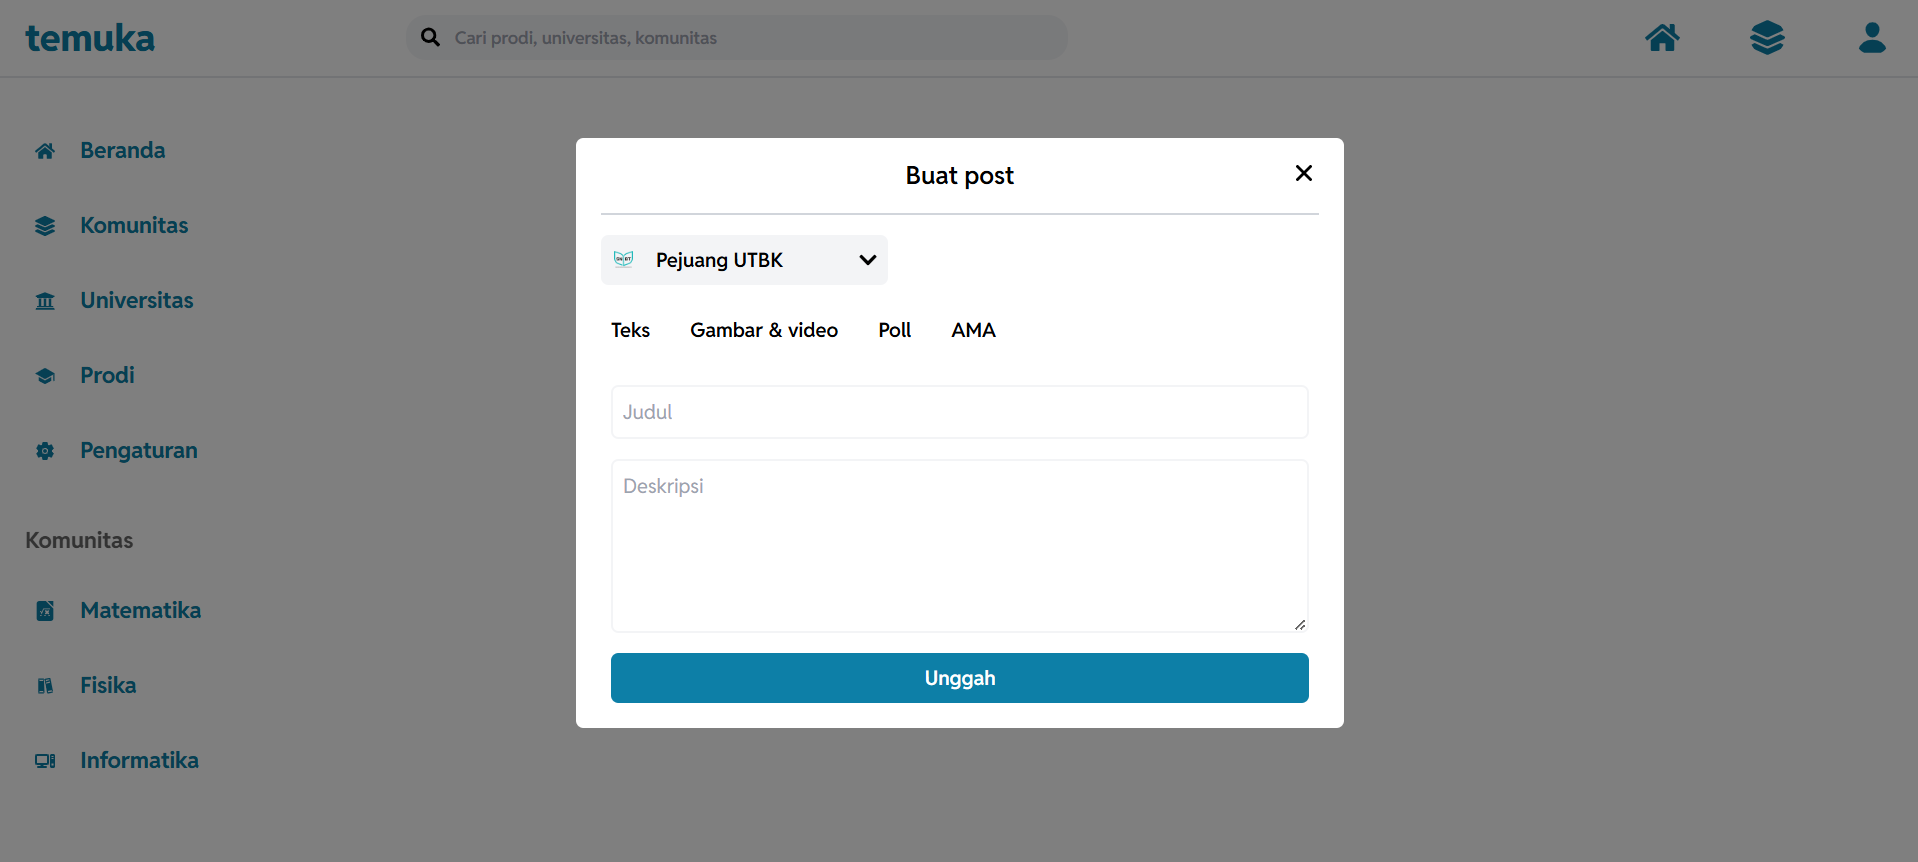 temuka
Cari prodi, universitas, komunitas
Beranda
Komunitas
Universitas
Prodi
Pengaturan
Komunitas
Matematika
Fisika
Informatika
Buat post
Pejuang UTBK
Teks Gambar & video Poll AMA
Judul
Deskripsi
Unggah